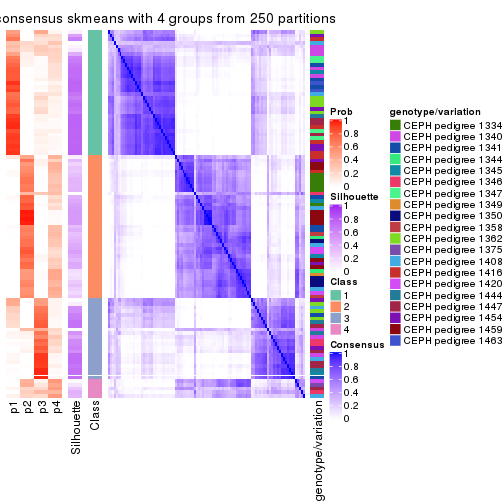 consensus skmeans with 4 groups from 250 partitions
p1
p2
p3
p4
Silhouette
Class
genotype/variation
Prob
1
0.8
0.6
0.4
0.2
0
Silhouette
1
0.8
0.6
0.4
0.2
0
Class
1
2
3
4
Consensus
1
0.8
0.6
0.4
0.2
0
genotype/variation
CEPH pedigree 1334
CEPH pedigree 1340
CEPH pedigree 1341
CEPH pedigree 1344
CEPH pedigree 1345
CEPH pedigree 1346
CEPH pedigree 1347
CEPH pedigree 1349
CEPH pedigree 1350
CEPH pedigree 1358
CEPH pedigree 1362
CEPH pedigree 1375
CEPH pedigree 1408
CEPH pedigree 1416
CEPH pedigree 1420
CEPH pedigree 1444
CEPH pedigree 1447
CEPH pedigree 1454
CEPH pedigree 1459
CEPH pedigree 1463